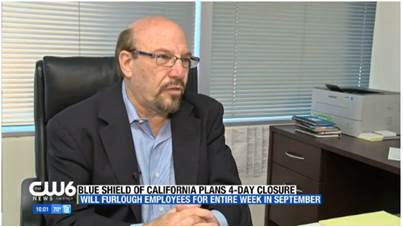 BLUE SHIELD OF CALIFORNIA PLANS 4-DAY CLOSURE
WILL FURLOUGH EMPLOYEES FOR ENTIRE WEEK IN SEPTEMBER
CW6
NEWS
10:01